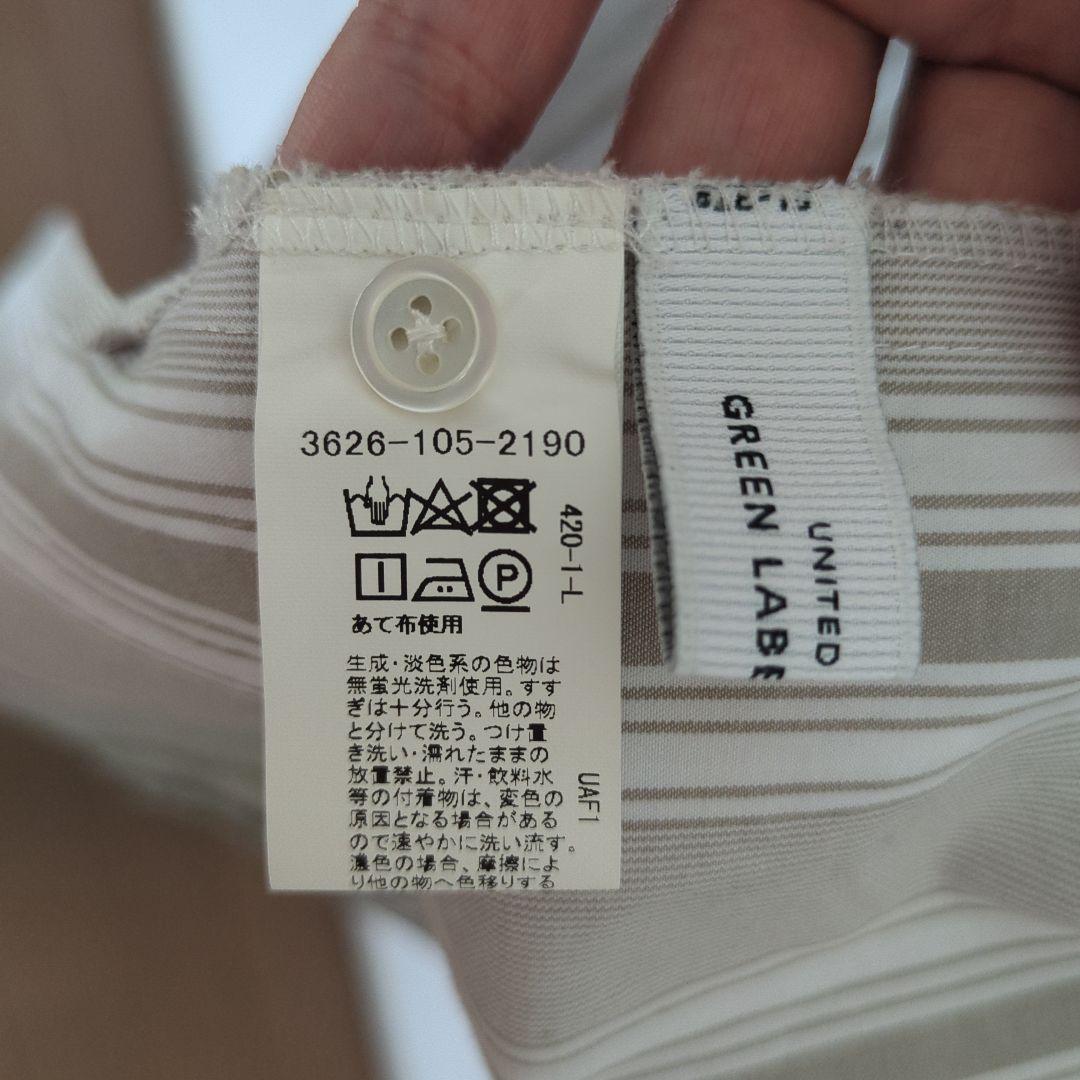 3626-105-2190
420-1-L
P
あて布使用
生成・淡色系の色物は
無蛍光洗剤使用。すす
ぎは十分行う。他の物
と分けて洗う。つけ置
き洗い・濡れたままの
放置禁止。汗・飲料水
等の付着物は、変色の
原因となる場合がある
ので速やかに洗い流す。
濃色の場合、摩擦によ
り他の物へ色移りする
UAF1
GREEN LABE
UNITED